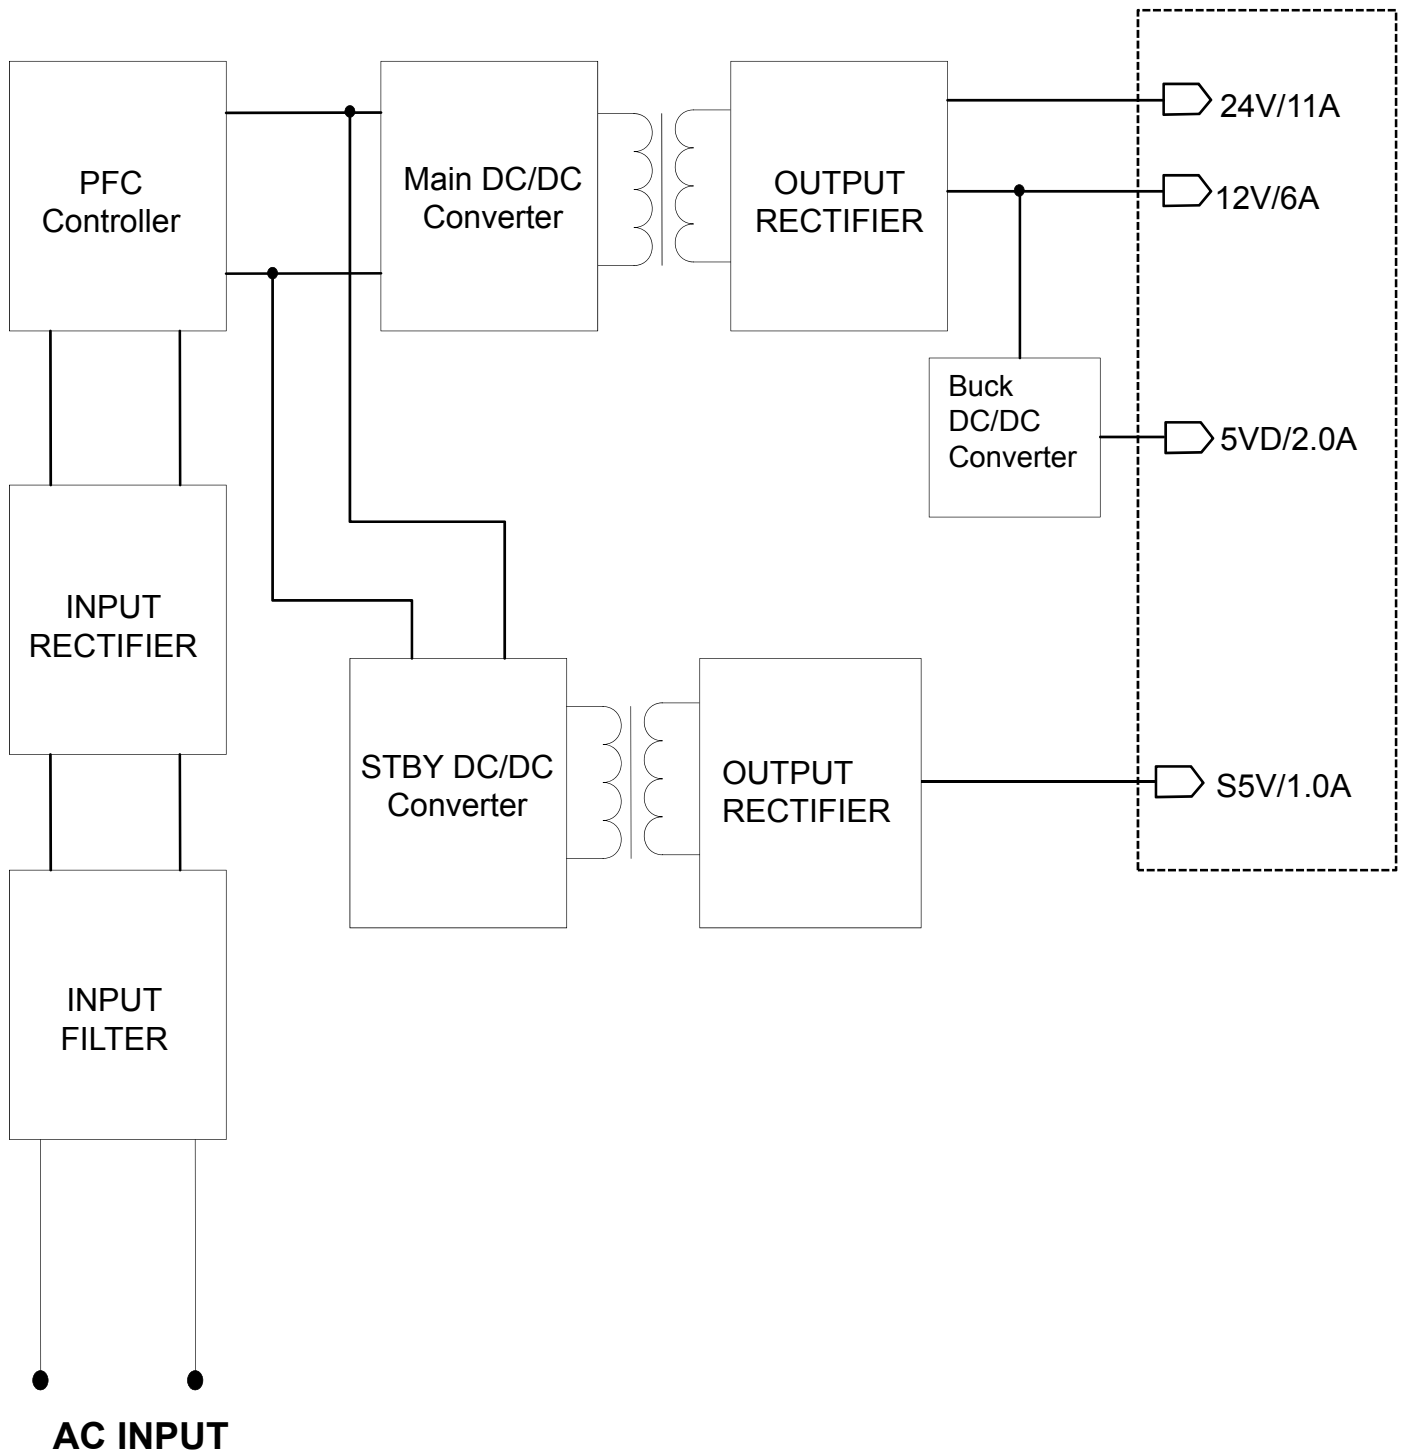 PFC
Controller
Main DC/DC
Converter
OUTPUT
RECTIFIER
24V/11A
12V/6A
Buck
DC/DC
Converter
5VD/2.0A
INPUT
RECTIFIER
STBY DC/DC
Converter
OUTPUT
RECTIFIER
S5V/1.0A
INPUT
FILTER
AC INPUT